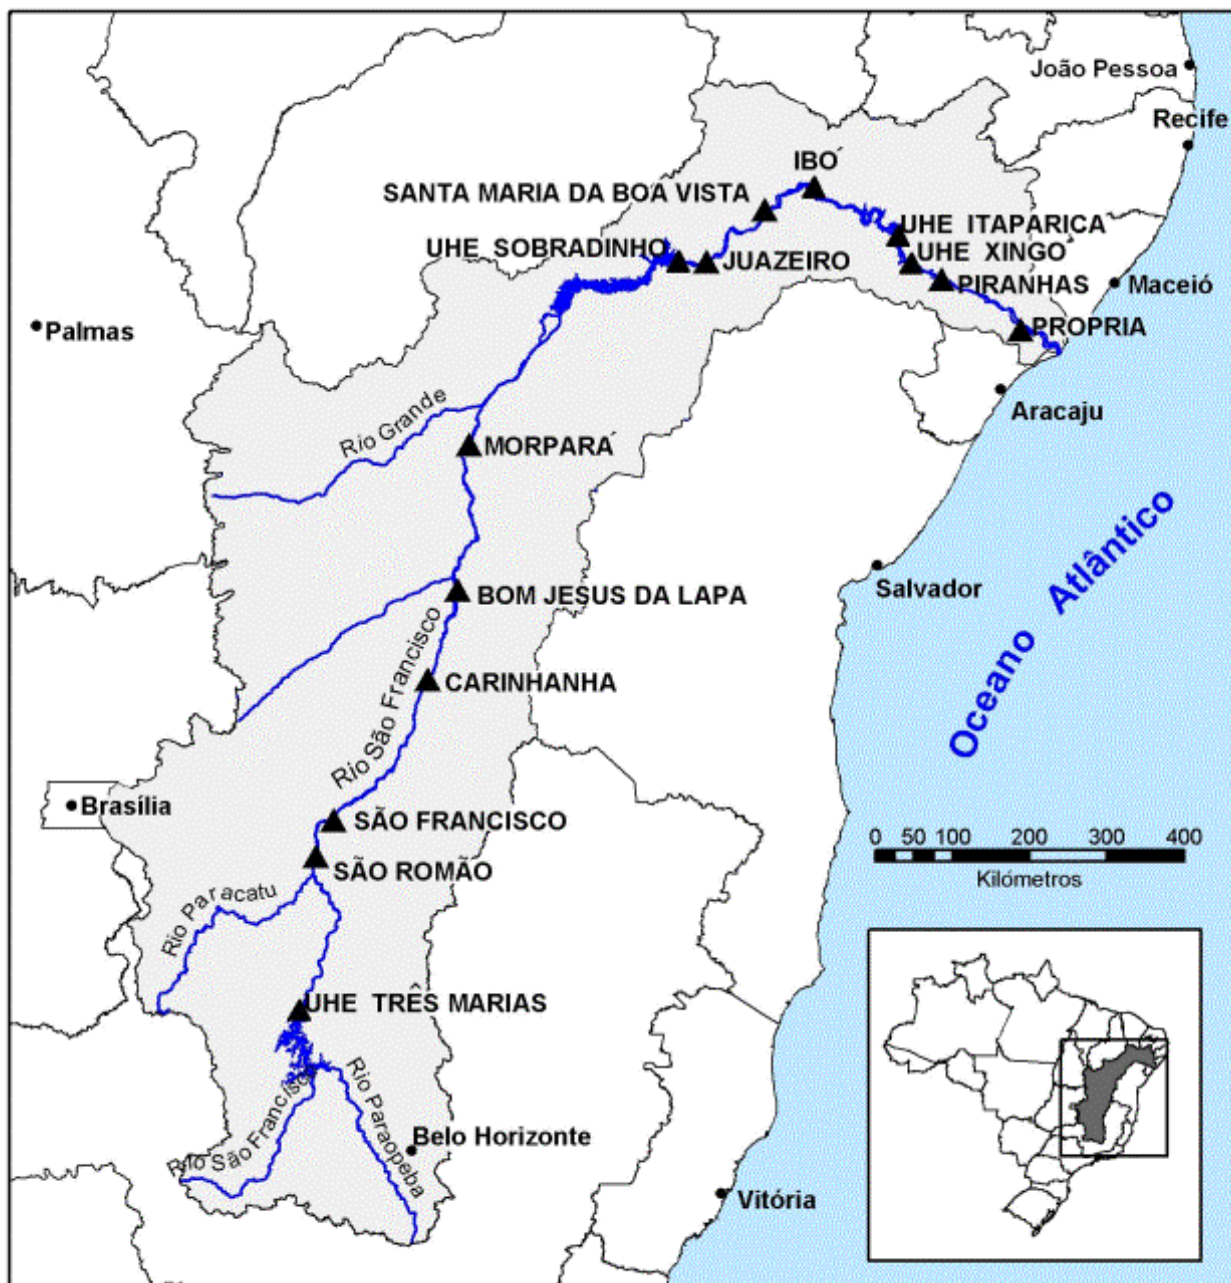 João Pessoa
Recife
IBÓ
SANTA MARIA DA BOA VISTA
UHE ITAPARICA
UHE SOBRADINHO
JUAZEIRO
UHE XINGÓ
PIRANHAS
Maceió
Palmas
PROPRIA
Rio Grande
Aracaju
MORPARÁ
Oceano Atlântico
Salvador
BOM JESUS DA LAPA
Rio São Francisco
CARINHANHA
Brasília
SÃO FRANCISCO
0 50 100 200 300 400
Kilómetros
SÃO ROMÃO
Rio Paracatu
UHE TRÊS MARIAS
Rio São Francisco
Rio Paraopeba
Belo Horizonte
Vitória